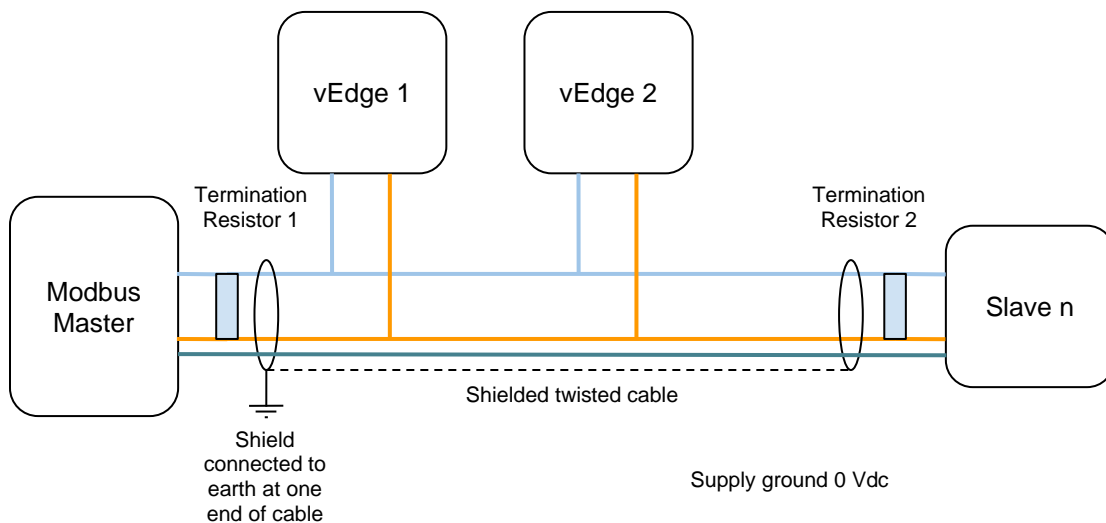 vEdge 1
vEdge 2
Termination
Resistor 1
Termination
Resistor 2
Modbus
Master
Slave n
Shielded twisted cable
Shield
connected to
earth at one
end of cable
Supply ground 0 Vdc